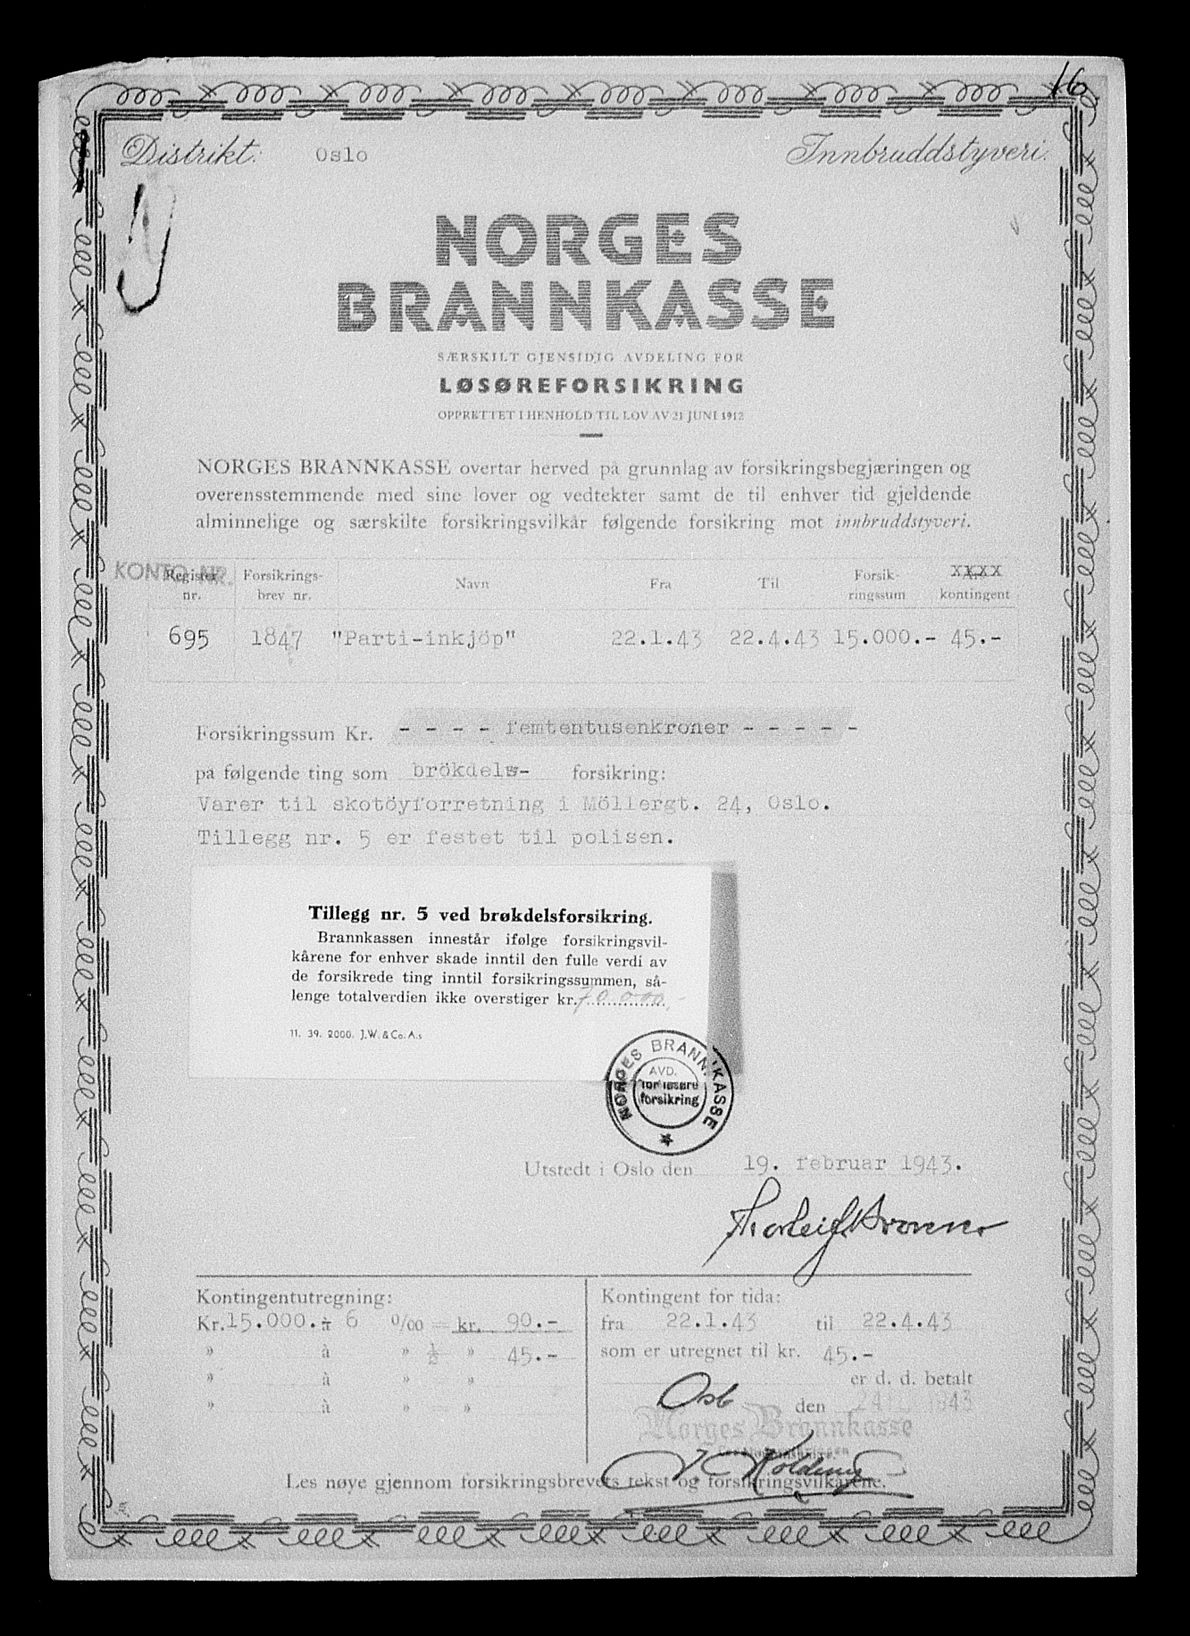 16
Distrikt: Oslo Innbruddstyveri.
NORGES
BRANNKASSE
SÆRSKILT GJENSIDIG AVDELING FOR
LØSØREFORSIKRING
OPPRETTET I HENHOLD TIL LOV AV 21 JUNI 1912
NORGES BRANNKASSE overtar herved på grunnlag av forsikringsbegjæringen og
overensstemmende med sine lover og vedtekter samt de til enhver tid gjeldende
alminnelige og særskilte forsikringsvilkår følgende forsikring mot innbruddstyveri.
KONTO NR.
Register nr. Forsikrings-brev nr. Navn Fra Til Forsik-ringssum XXXX kontingent
695 1847 "Parti-inkjöp" 22.1.43 22.4.43 15.000.- 45.-
Forsikringssum Kr. - - - - femtentusenkroner - - - - -
på følgende ting som brökdels- forsikring:
Varer til skotöyforretning i Möllergt. 24, Oslo.
Tillegg nr. 5 er festet til polisen.
Tillegg nr. 5 ved brøkdelsforsikring.
Brannkassen innestår ifølge forsikringsvil-
kårene for enhver skade inntil den fulle verdi av
de forsikrede ting inntil forsikringssummen, så-
lenge totalverdien ikke overstiger kr. 70.000,-
11. 39. 2000. J.W. & Co. A.s
NORGES BRANNKASSE
AVD.
for løsøre
forsikring
Utstedt i Oslo den 19. februar 1943.
Kontingentutregning:
Kr. 15.000.- à 6 0/00 = kr. 90.-
" à " 1/2 " 45.-
" à " "
" à " "
Kontingent for tida:
fra 22.1.43 til 22.4.43
som er utregnet til kr. 45.-
er d. d. betalt
Oslo den 1943
Norges Brannkasse
Les nøye gjennom forsikringsbrevets tekst og forsikringsvilkårene.